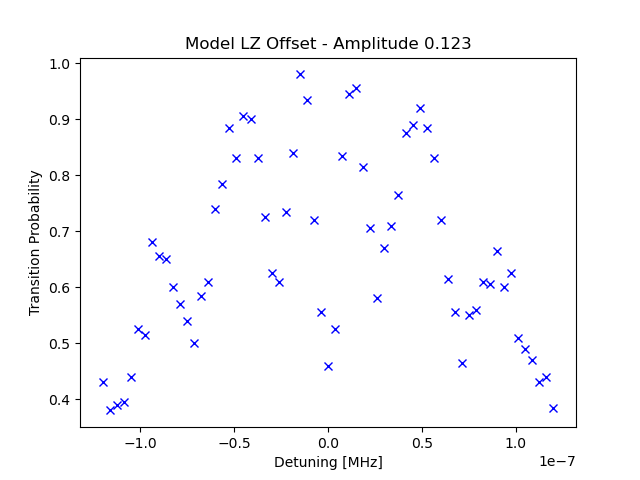 Model LZ Offset - Amplitude 0.123
1.0
0.9
0.8
0.7
0.6
0.5
0.4
Transition Probability
−1.0 −0.5 0.0 0.5 1.0
1e−7
Detuning [MHz]